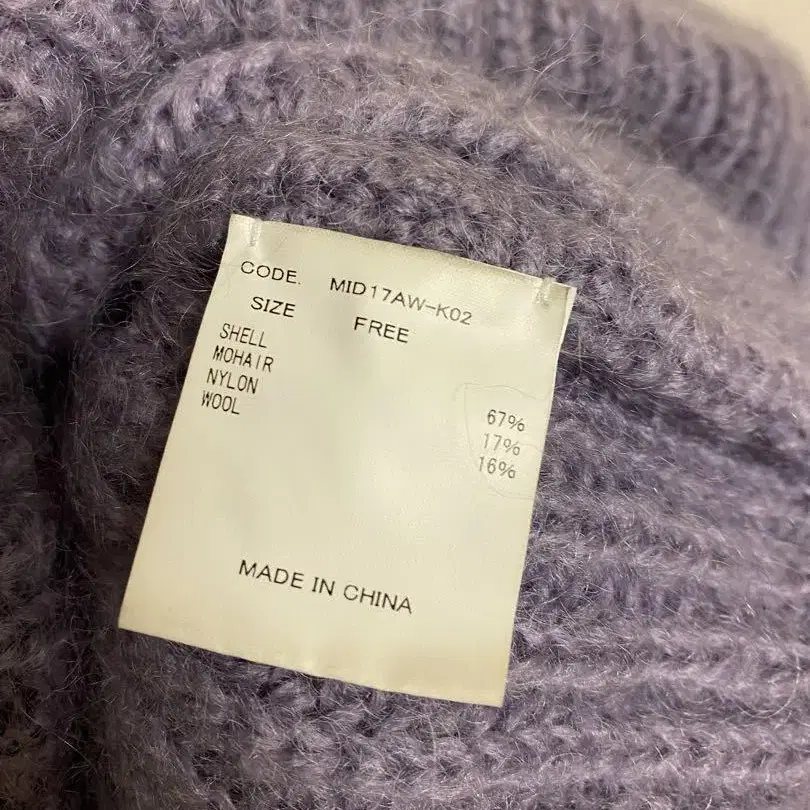 CODE. MID17AW-K02
SIZE FREE
SHELL
MOHAIR 67%
NYLON 17%
WOOL 16%
MADE IN CHINA